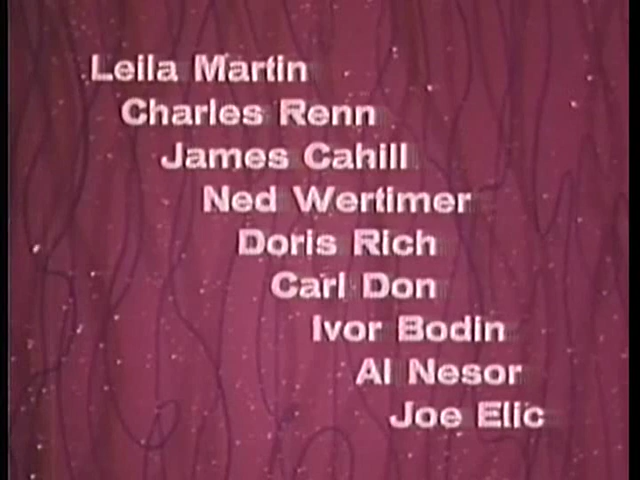 Leila Martin
Charles Renn
James Cahill
Ned Wertimer
Doris Rich
Carl Don
Ivor Bodin
Al Nesor
Joe Elic